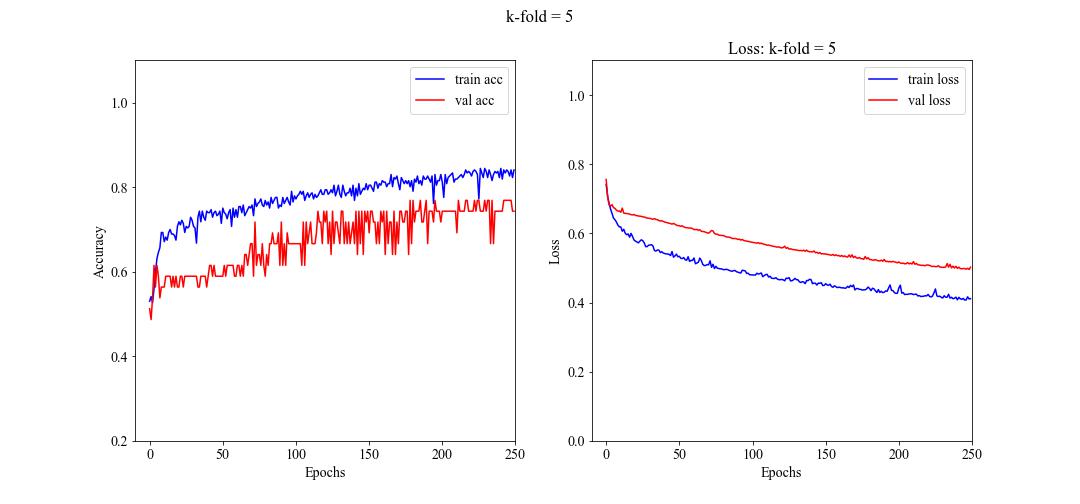 k-fold = 5
1.0
0.8
0.6
0.4
0.2
Accuracy
0
50
100
150
200
250
Epochs
train acc
val acc
Loss: k-fold = 5
1.0
0.8
0.6
0.4
0.2
0.0
Loss
0
50
100
150
200
250
Epochs
train loss
val loss